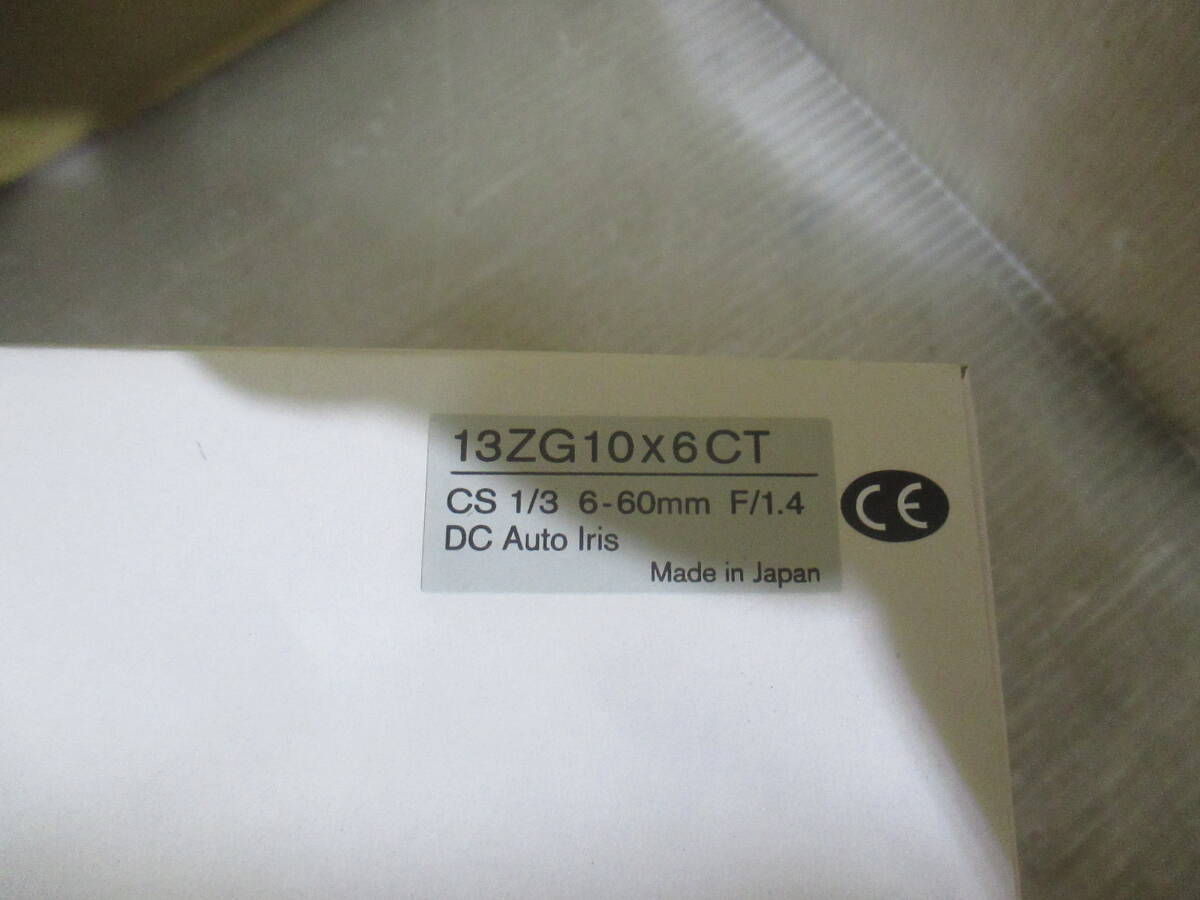 13ZG10X6CT
CS 1/3 6-60mm F/1.4
DC Auto Iris
Made in Japan
CE